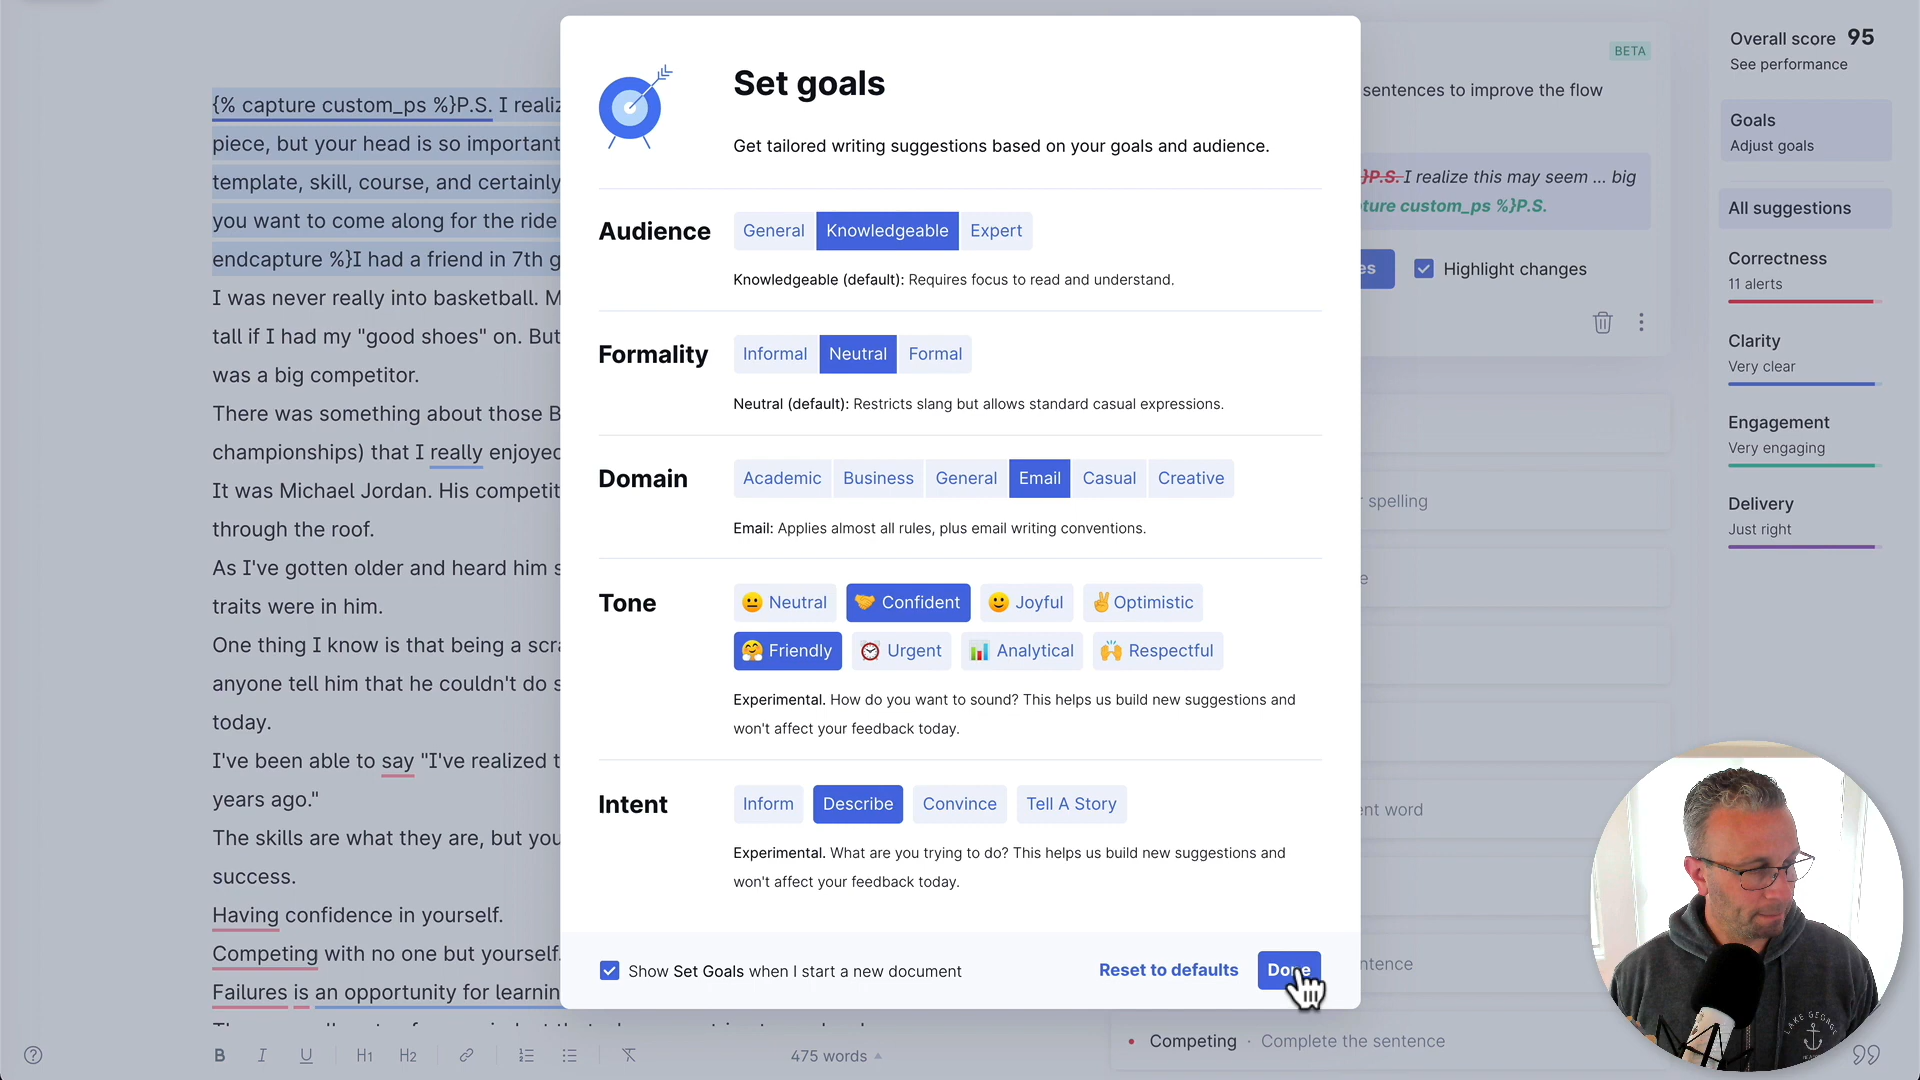 Set goals
Get tailored writing suggestions based on your goals and audience.
Audience
General Knowledgeable Expert
Knowledgeable (default): Requires focus to read and understand.
Formality
Informal Neutral Formal
Neutral (default): Restricts slang but allows standard casual expressions.
Domain
Academic Business General Email Casual Creative
Email: Applies almost all rules, plus email writing conventions.
Tone
Neutral Confident Joyful Optimistic
Friendly Urgent Analytical Respectful
Experimental. How do you want to sound? This helps us build new suggestions and
won't affect your feedback today.
Intent
Inform Describe Convince Tell A Story
Experimental. What are you trying to do? This helps us build new suggestions and
won't affect your feedback today.
Show Set Goals when I start a new document
Reset to defaults Done
{% capture custom_ps %}P.S. I realiz
piece, but your head is so important
template, skill, course, and certainly
you want to come along for the ride
endcapture %}I had a friend in 7th g
I was never really into basketball. M
tall if I had my "good shoes" on. But
was a big competitor.
There was something about those B
championships) that I really enjoyed
It was Michael Jordan. His competit
through the roof.
As I've gotten older and heard him s
traits were in him.
One thing I know is that being a scra
anyone tell him that he couldn't do s
today.
I've been able to say "I've realized t
years ago."
The skills are what they are, but you
success.
Having confidence in yourself.
Competing with no one but yourself.
Failures is an opportunity for learnin
B I U H1 H2
475 words
BETA
sentences to improve the flow
}P.S. I realize this may seem ... big
ture custom_ps %}P.S.
es
Highlight changes
spelling
e
nt word
ntence
Competing · Complete the sentence
Overall score 95
See performance
Goals
Adjust goals
All suggestions
Correctness
11 alerts
Clarity
Very clear
Engagement
Very engaging
Delivery
Just right
LAKE GEORGE